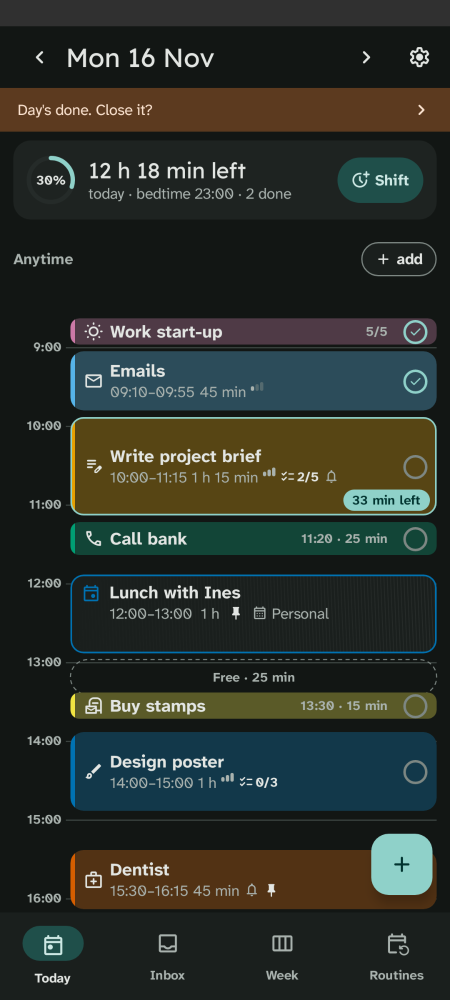 Mon 16 Nov
Day's done. Close it?
30%
12 h 18 min left
today · bedtime 23:00 · 2 done
Shift
Anytime
+ add
Work start-up
5/5
9:00
Emails
09:10–09:55 45 min
10:00
Write project brief
10:00–11:15 1 h 15 min 2/5
33 min left
11:00
Call bank
11:20 · 25 min
12:00
Lunch with Ines
12:00–13:00 1 h Personal
13:00
Free · 25 min
Buy stamps
13:30 · 15 min
14:00
Design poster
14:00–15:00 1 h 0/3
15:00
Dentist
15:30–16:15 45 min
16:00
Today
Inbox
Week
Routines